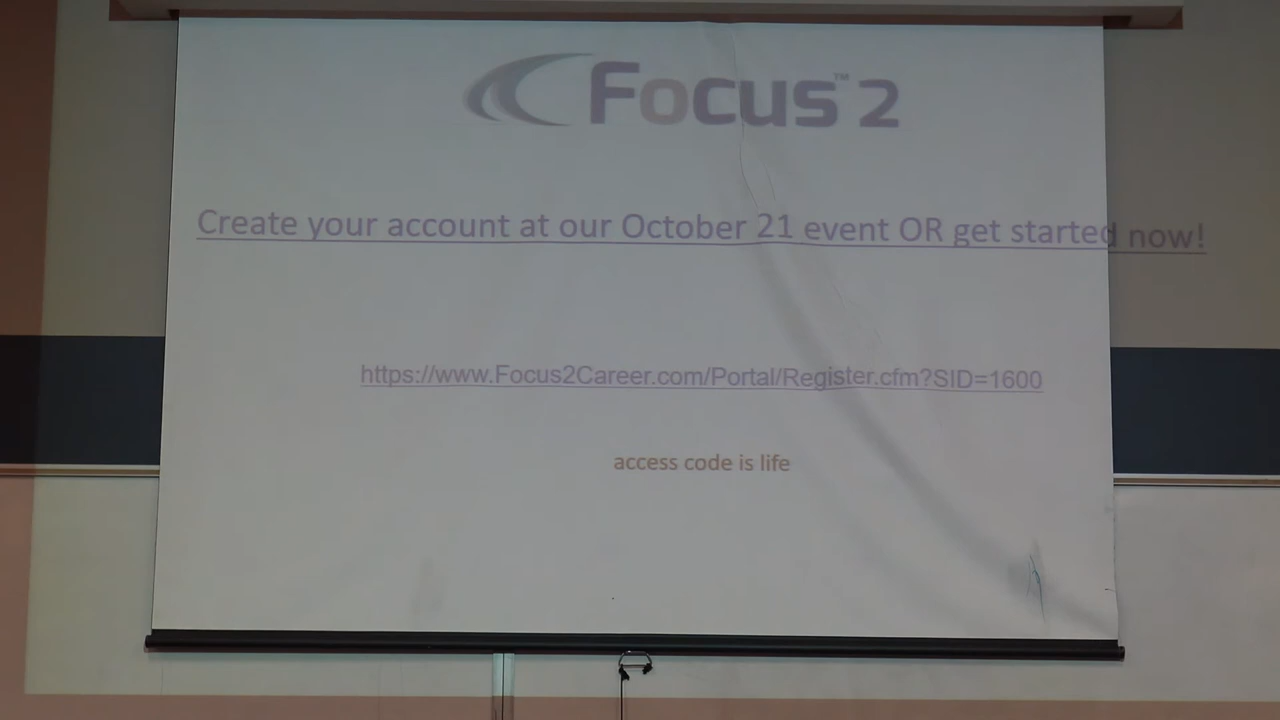 Focus™ 2
Create your account at our October 21 event OR get started now!
https://www.Focus2Career.com/Portal/Register.cfm?SID=1600
access code is life